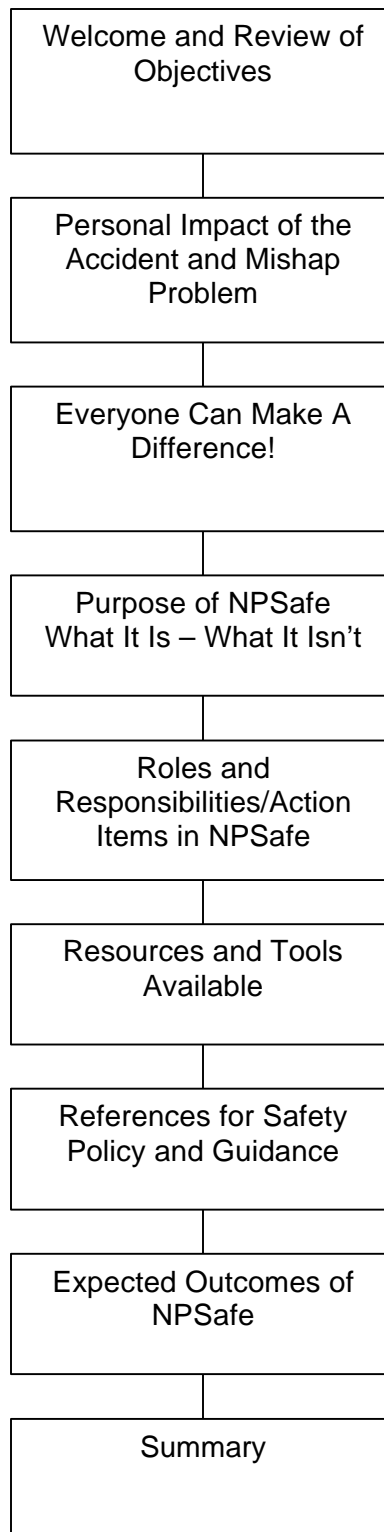 Welcome and Review of
Objectives
Personal Impact of the
Accident and Mishap
Problem
Everyone Can Make A
Difference!
Purpose of NPSafe
What It Is – What It Isn't
Roles and
Responsibilities/Action
Items in NPSafe
Resources and Tools
Available
References for Safety
Policy and Guidance
Expected Outcomes of
NPSafe
Summary